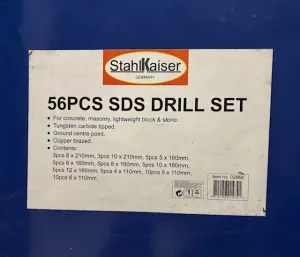 StahlKaiser
GERMANY
56PCS SDS DRILL SET
• For concrete, masonry, lightweight block & stone.
• Tungsten carbide tipped.
• Ground centre point.
• Copper brazed.
• Contents:
3pcs 8 x 210mm, 3pcs 10 x 210mm, 5pcs 5 x 160mm,
5pcs 6 x 160mm, 5pcs 8 x 160mm, 5pcs 10 x 160mm,
5pcs 12 x 160mm, 5pcs 4 x 110mm, 10pcs 5 x 110mm,
10pcs 6 x 110mm.
Item no.